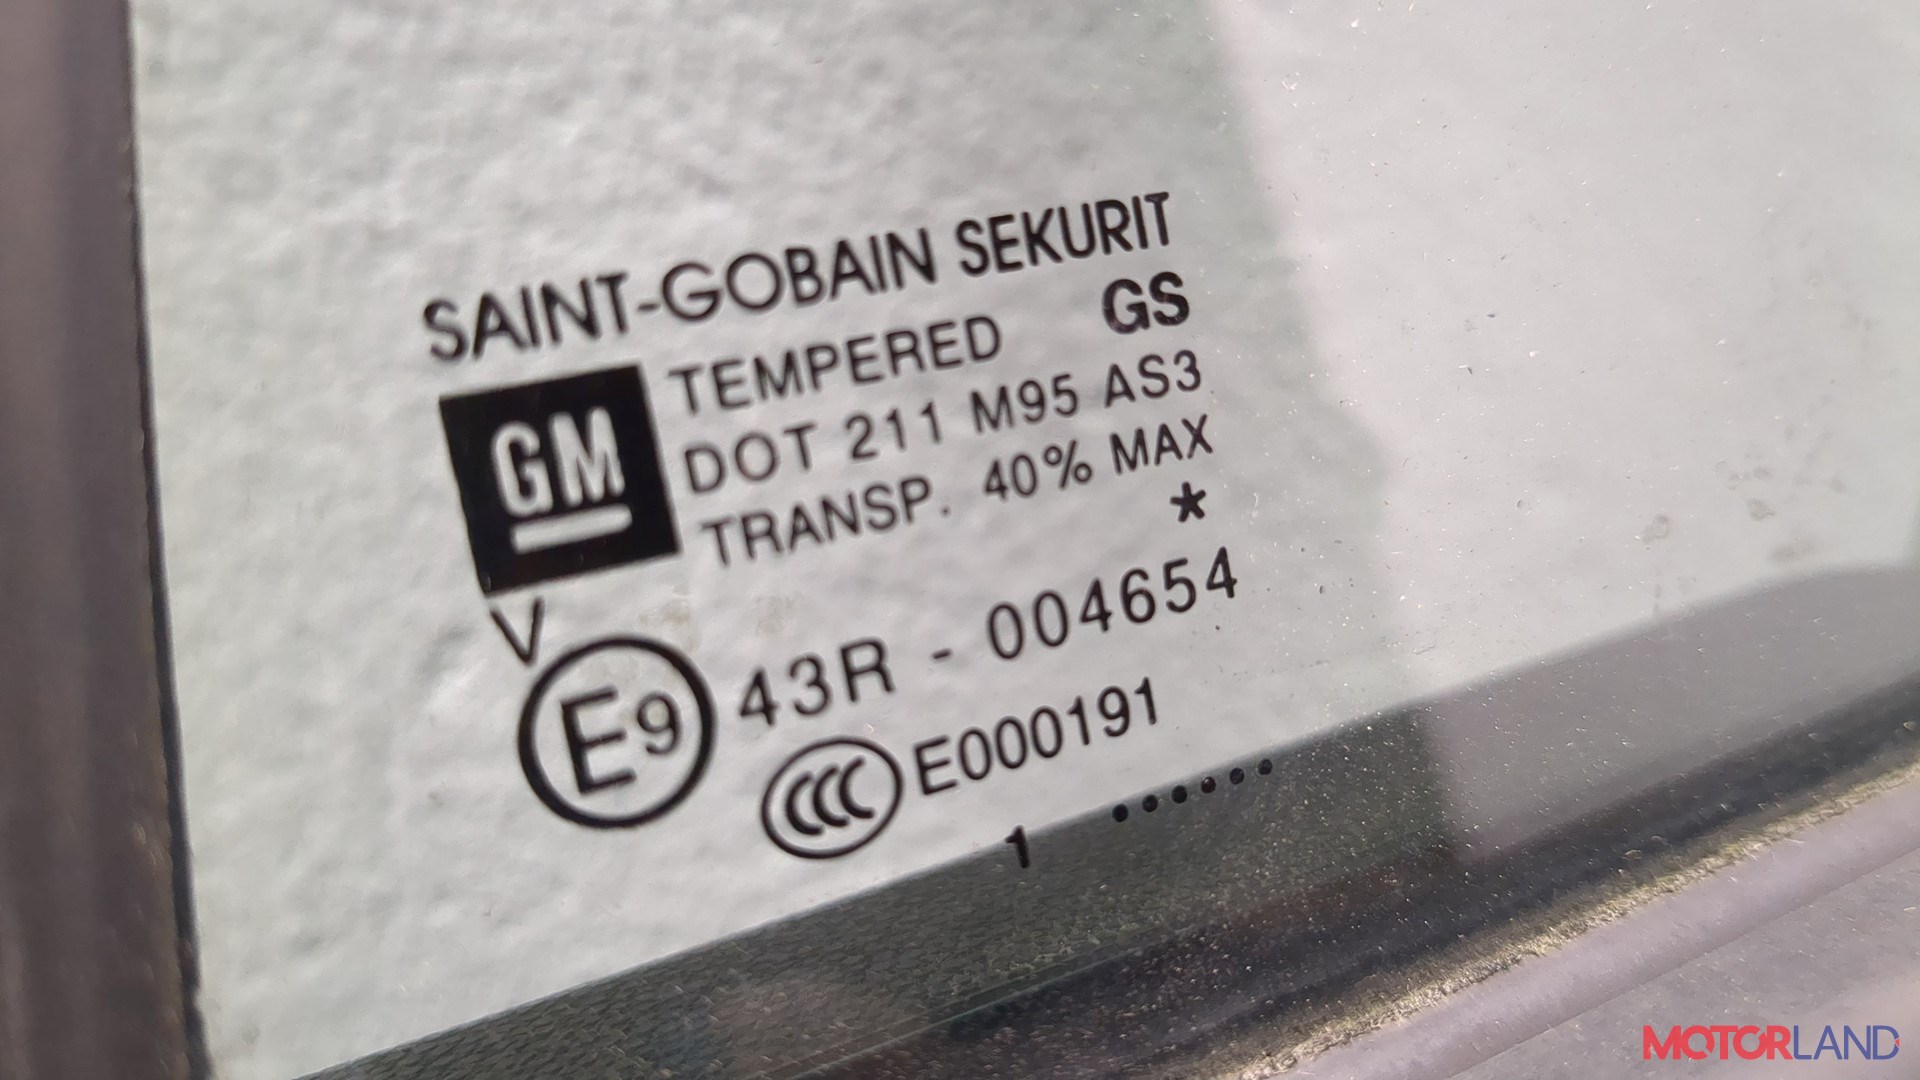 SAINT-GOBAIN SEKURIT
GM
TEMPERED GS
DOT 211 M95 AS3
TRANSP. 40% MAX
*
V
E9 43R - 004654
CCC E000191
1 ......
MOTORLAND